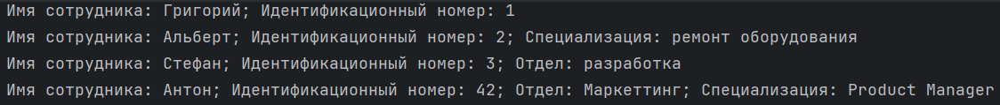 Имя сотрудника: Григорий; Идентификационный номер: 1
Имя сотрудника: Альберт; Идентификационный номер: 2; Специализация: ремонт оборудования
Имя сотрудника: Стефан; Идентификационный номер: 3; Отдел: разработка
Имя сотрудника: Антон; Идентификационный номер: 42; Отдел: Маркеттинг; Специализация: Product Manager